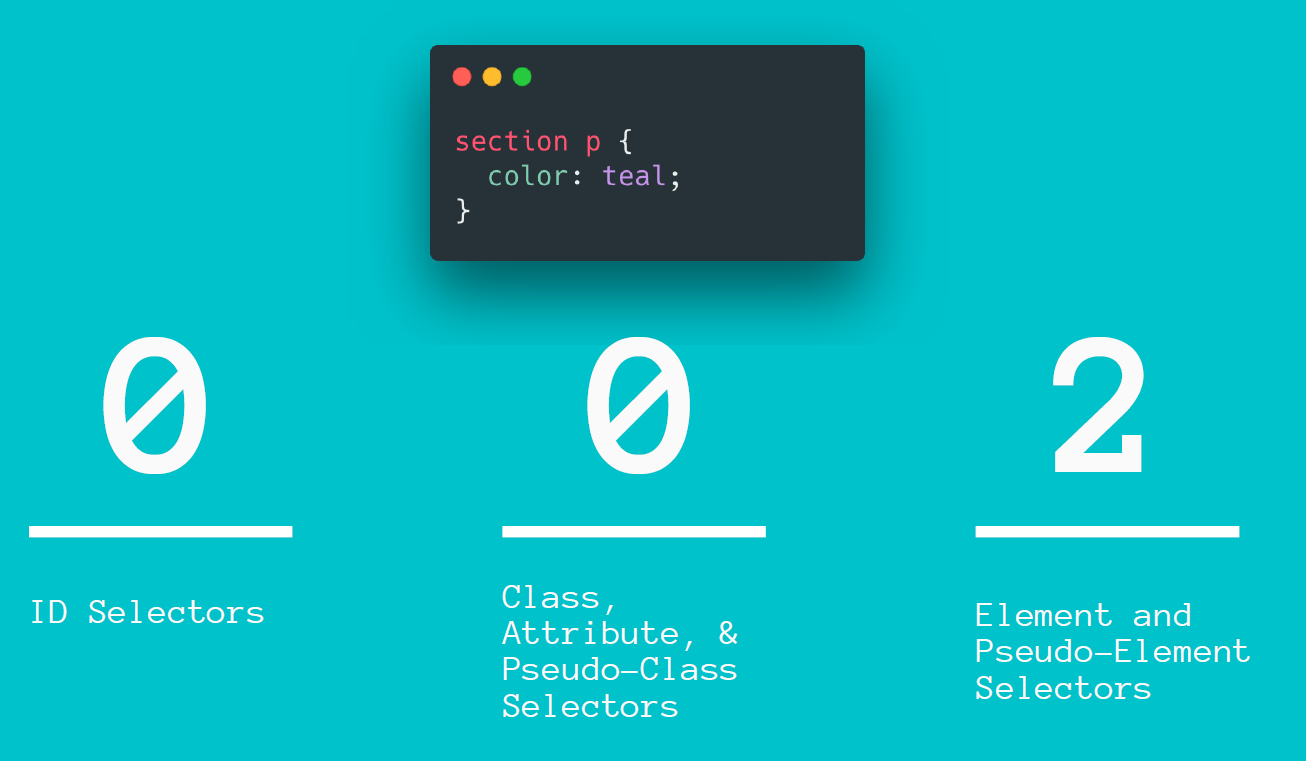 section p {
  color: teal;
}
0
0
2
ID Selectors
Class,
Attribute, &
Pseudo-Class
Selectors
Element and
Pseudo-Element
Selectors